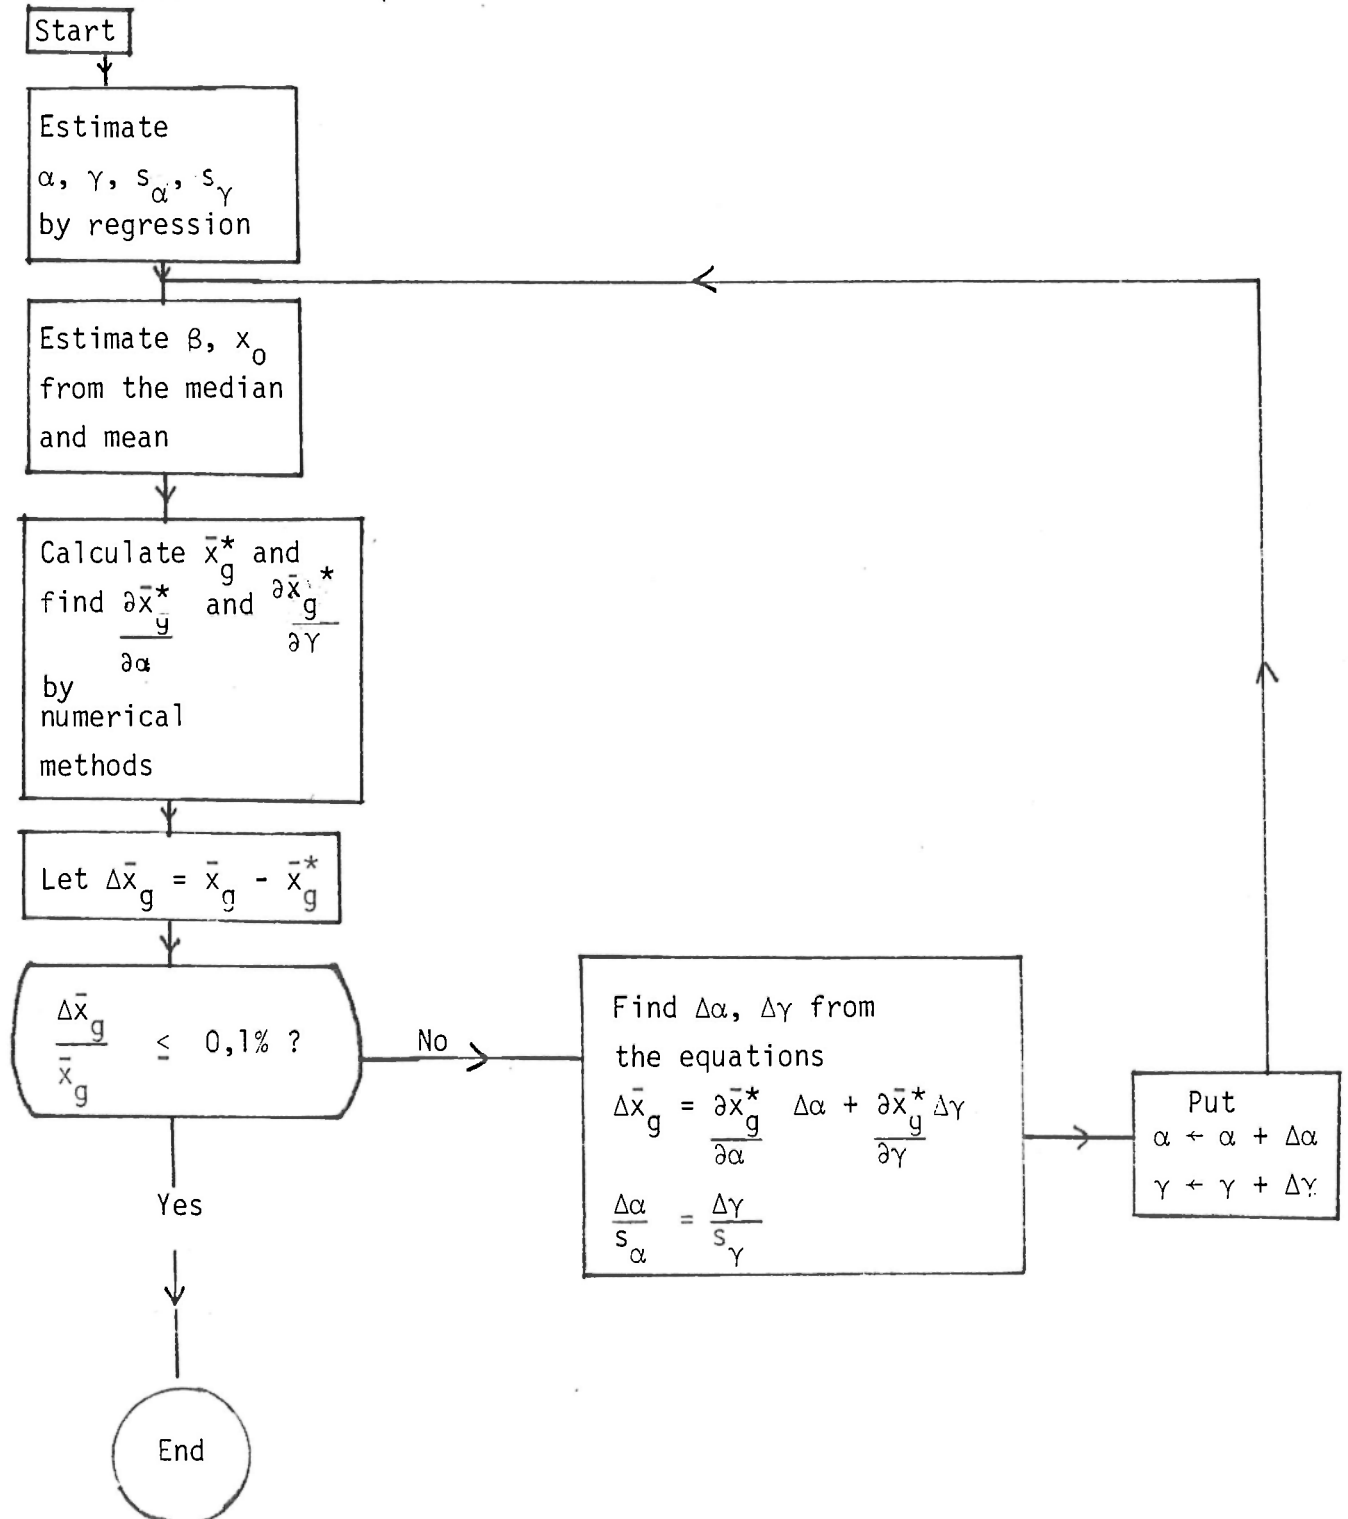 Start
Estimate
α, γ, s_α, s_γ
by regression
Estimate β, x_o
from the median
and mean
Calculate x̄*_g and
find ∂x̄*_g/∂α and ∂x̄_g*/∂γ
by
numerical
methods
Let Δx̄_g = x̄_g - x̄*_g
Δx̄_g/x̄_g ≤ 0,1% ?
No
Yes
End
Find Δα, Δγ from
the equations
Δx̄_g = ∂x̄*_g/∂α Δα + ∂x̄*_g/∂γ Δγ
Δα/s_α = Δγ/s_γ
Put
α ← α + Δα
γ ← γ + Δγ